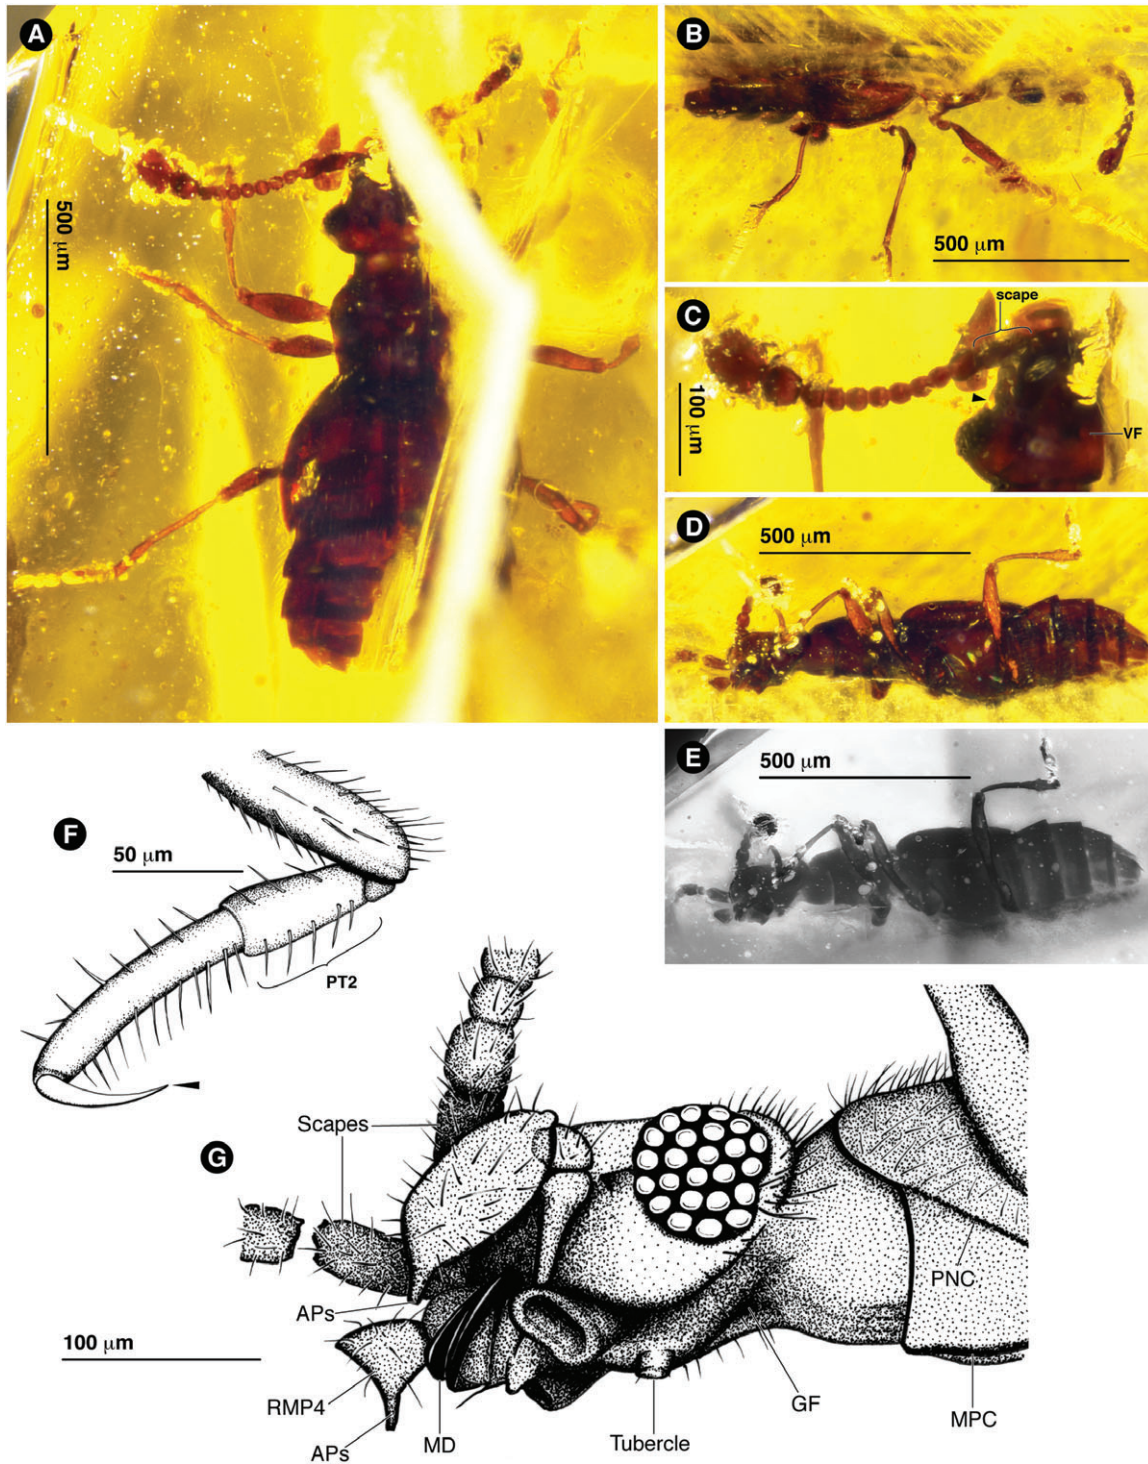 A
500 μm
B
500 μm
C
scape
100 μm
VF
D
500 μm
E
500 μm
F
50 μm
PT2
Scapes
G
APs
PNC
100 μm
RMP4
APs
MD
Tubercle
GF
MPC